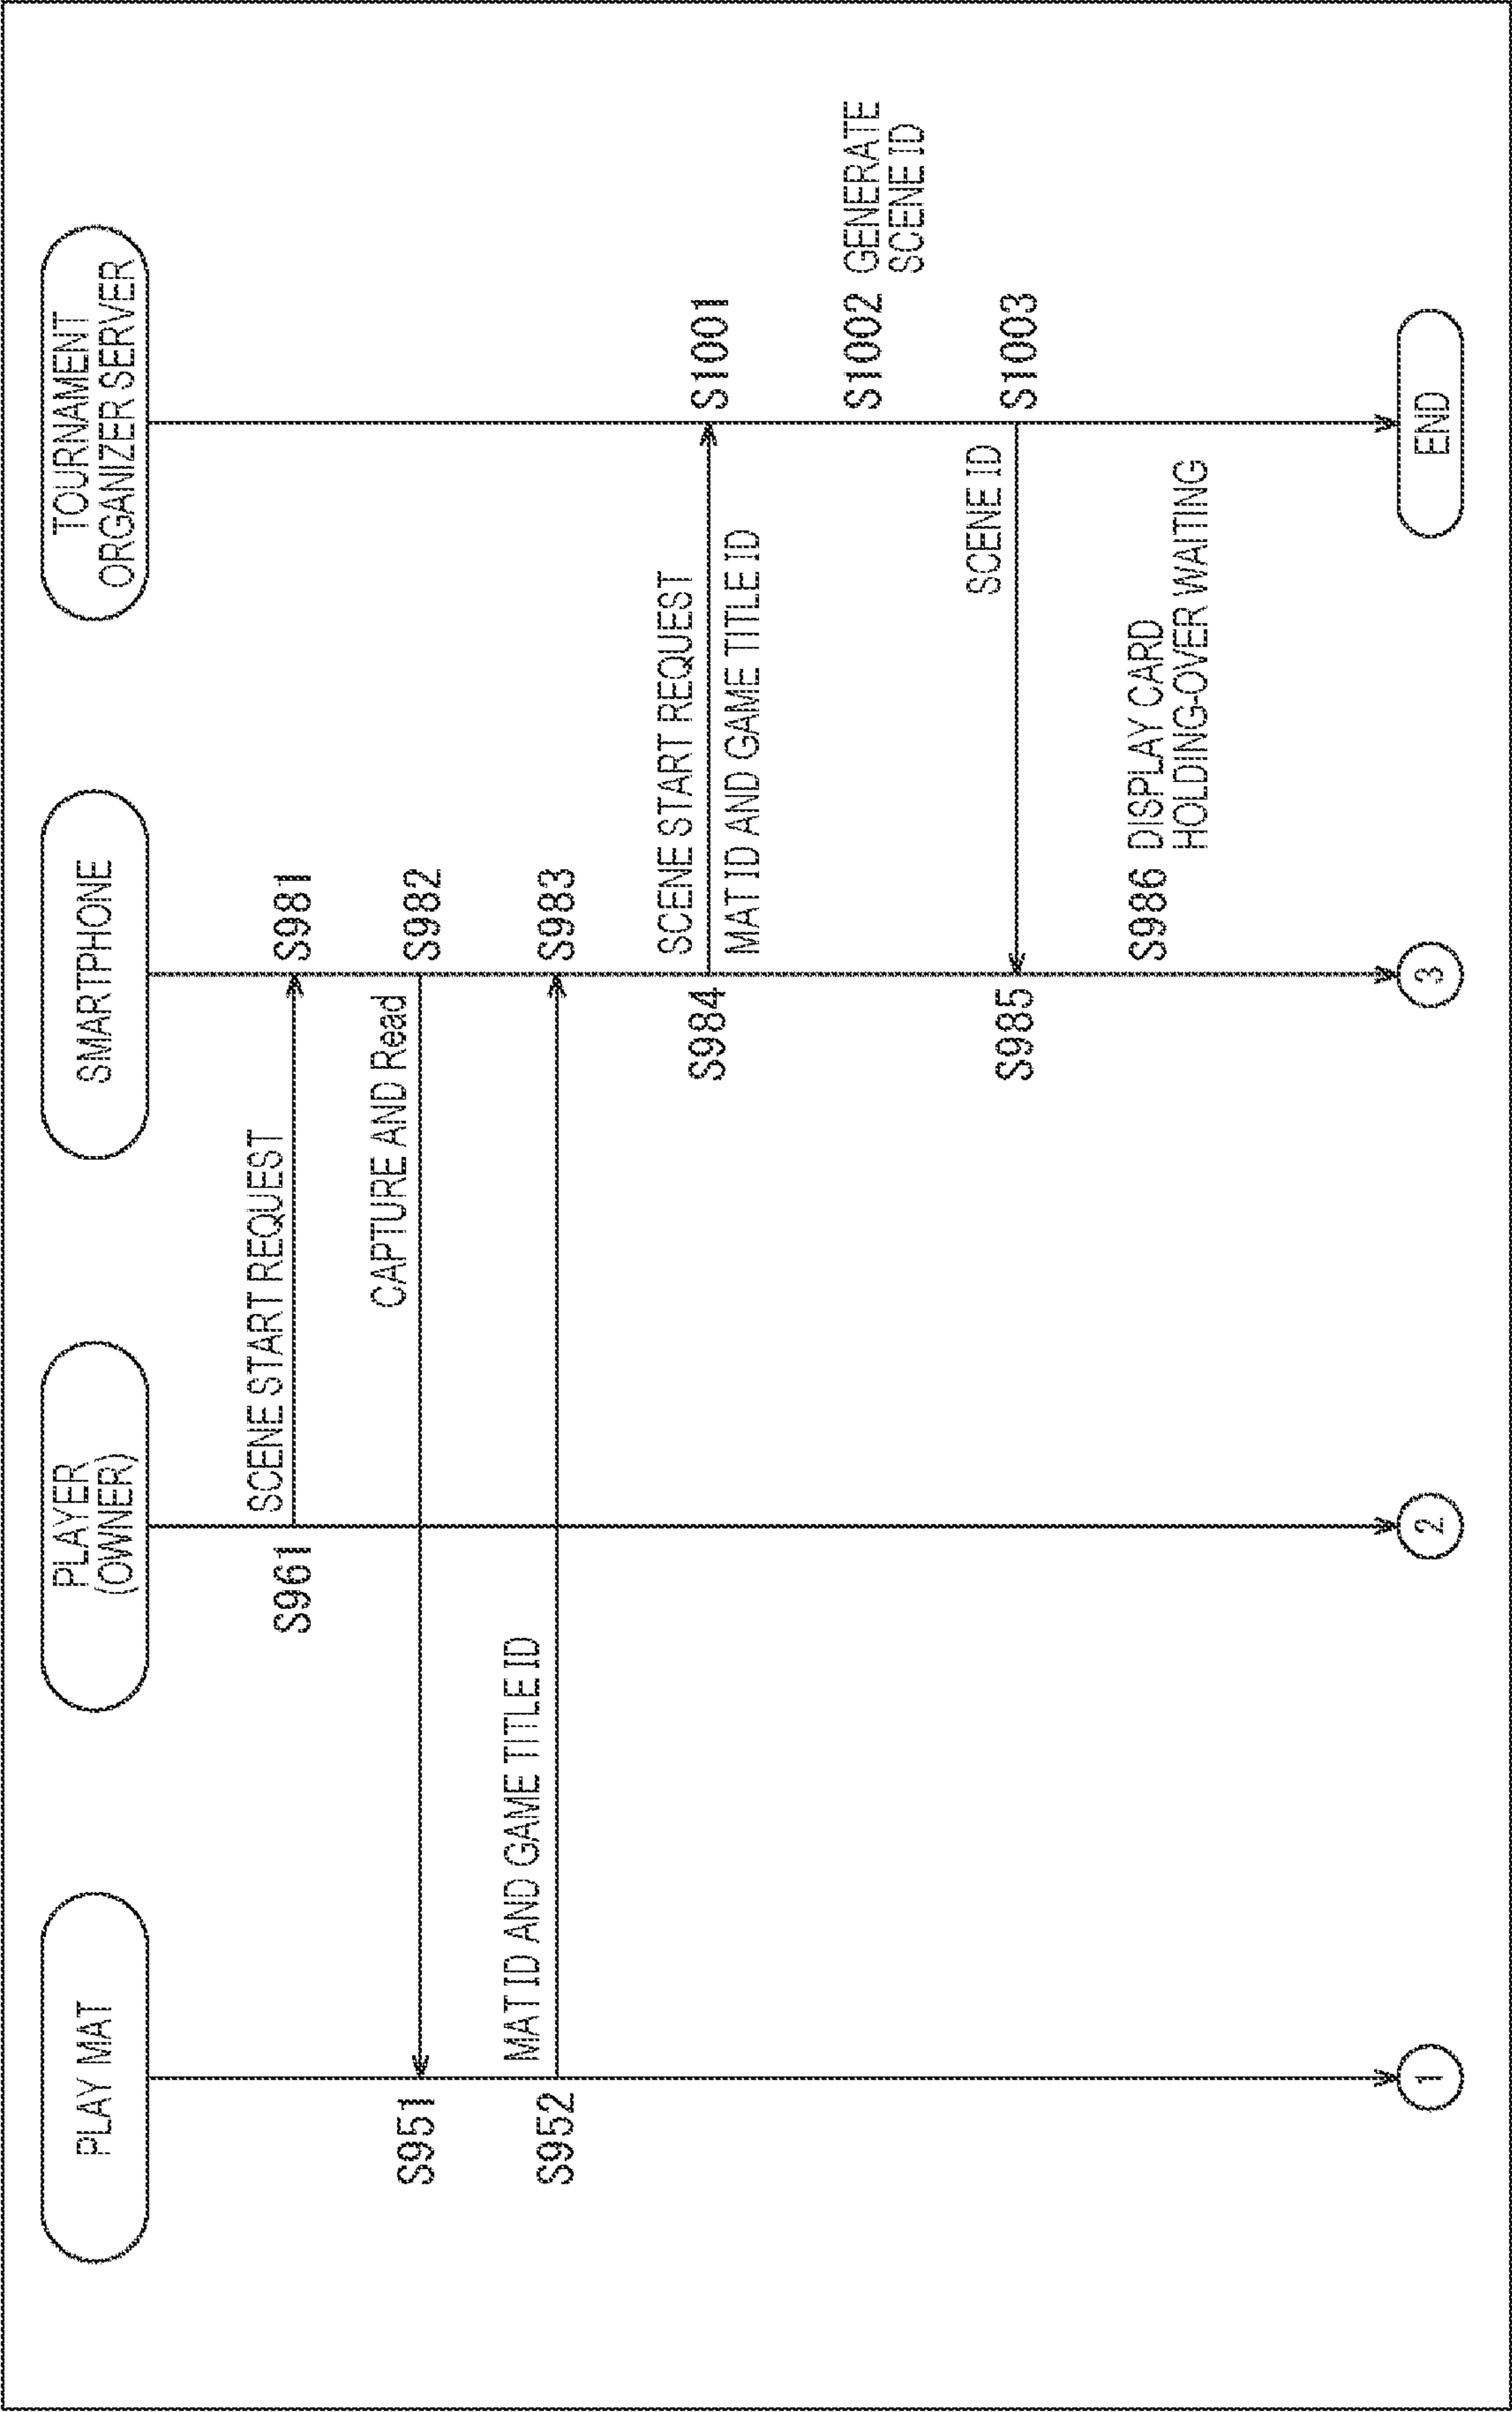 PLAY MAT
PLAYER
(OWNER)
SMARTPHONE
TOURNAMENT
ORGANIZER SERVER
SCENE START REQUEST
S961
S981
CAPTURE AND Read
S951
S982
MAT ID AND GAME TITLE ID
S952
S983
SCENE START REQUEST
S984
S1001
MAT ID AND GAME TITLE ID
S1002 GENERATE
SCENE ID
SCENE ID
S985
S1003
S986 DISPLAY CARD
HOLDING-OVER WAITING
1
2
3
END